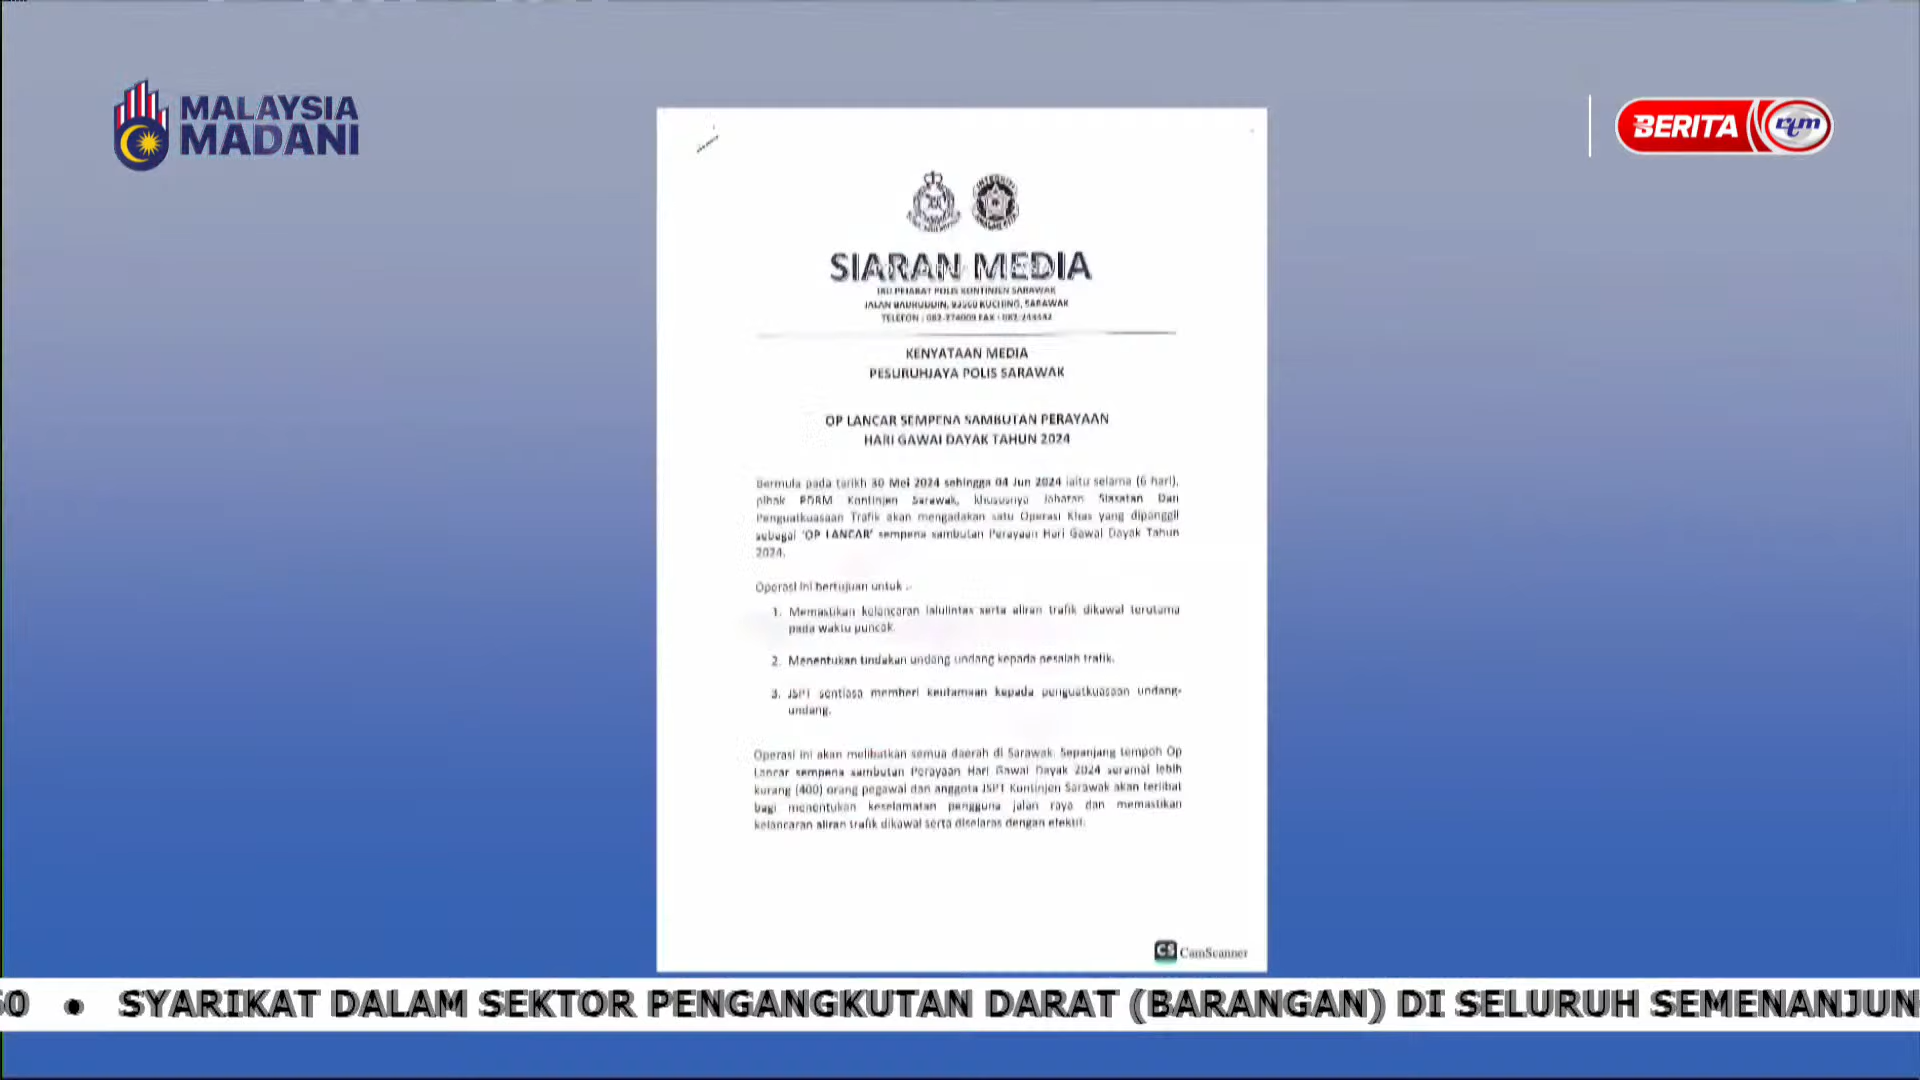 MALAYSIA
MADANI
BERITA rtm
SIARAN MEDIA
IBU PEJABAT POLIS KONTINJEN SARAWAK
JALAN BADRUDDIN, 93560 KUCHING, SARAWAK
TELEFON : FAX :
KENYATAAN MEDIA
PESURUHJAYA POLIS SARAWAK
OP LANCAR SEMPENA SAMBUTAN PERAYAAN
HARI GAWAI DAYAK TAHUN 2024
Bermula pada tarikh 30 Mei 2024 sehingga 04 Jun 2024 iaitu selama (6 hari),
pihak PDRM Kontinjen Sarawak, khususnya Jabatan Siasatan Dan
Penguatkuasaan Trafik akan mengadakan satu Operasi Khas yang dipanggil
sebagai 'OP LANCAR' sempena sambutan Perayaan Hari Gawai Dayak Tahun
2024.
Operasi ini bertujuan untuk :-
1. Memastikan kelancaran lalulintas serta aliran trafik dikawal terutama
pada waktu puncak.
2. Menentukan tindakan undang undang kepada pesalah trafik.
3. JSPT sentiasa memberi keutamaan kepada penguatkuasaan undang-
undang.
Operasi ini akan melibatkan semua daerah di Sarawak. Sepanjang tempoh Op
Lancar sempena sambutan Perayaan Hari Gawai Dayak 2024 seramai lebih
kurang (400) orang pegawai dan anggota JSPT Kontinjen Sarawak akan terlibat
bagi menentukan keselamatan pengguna jalan raya dan memastikan
kelancaran aliran trafik dikawal serta diselaras dengan efektif.
CS CamScanner
• SYARIKAT DALAM SEKTOR PENGANGKUTAN DARAT (BARANGAN) DI SELURUH SEMENANJUN